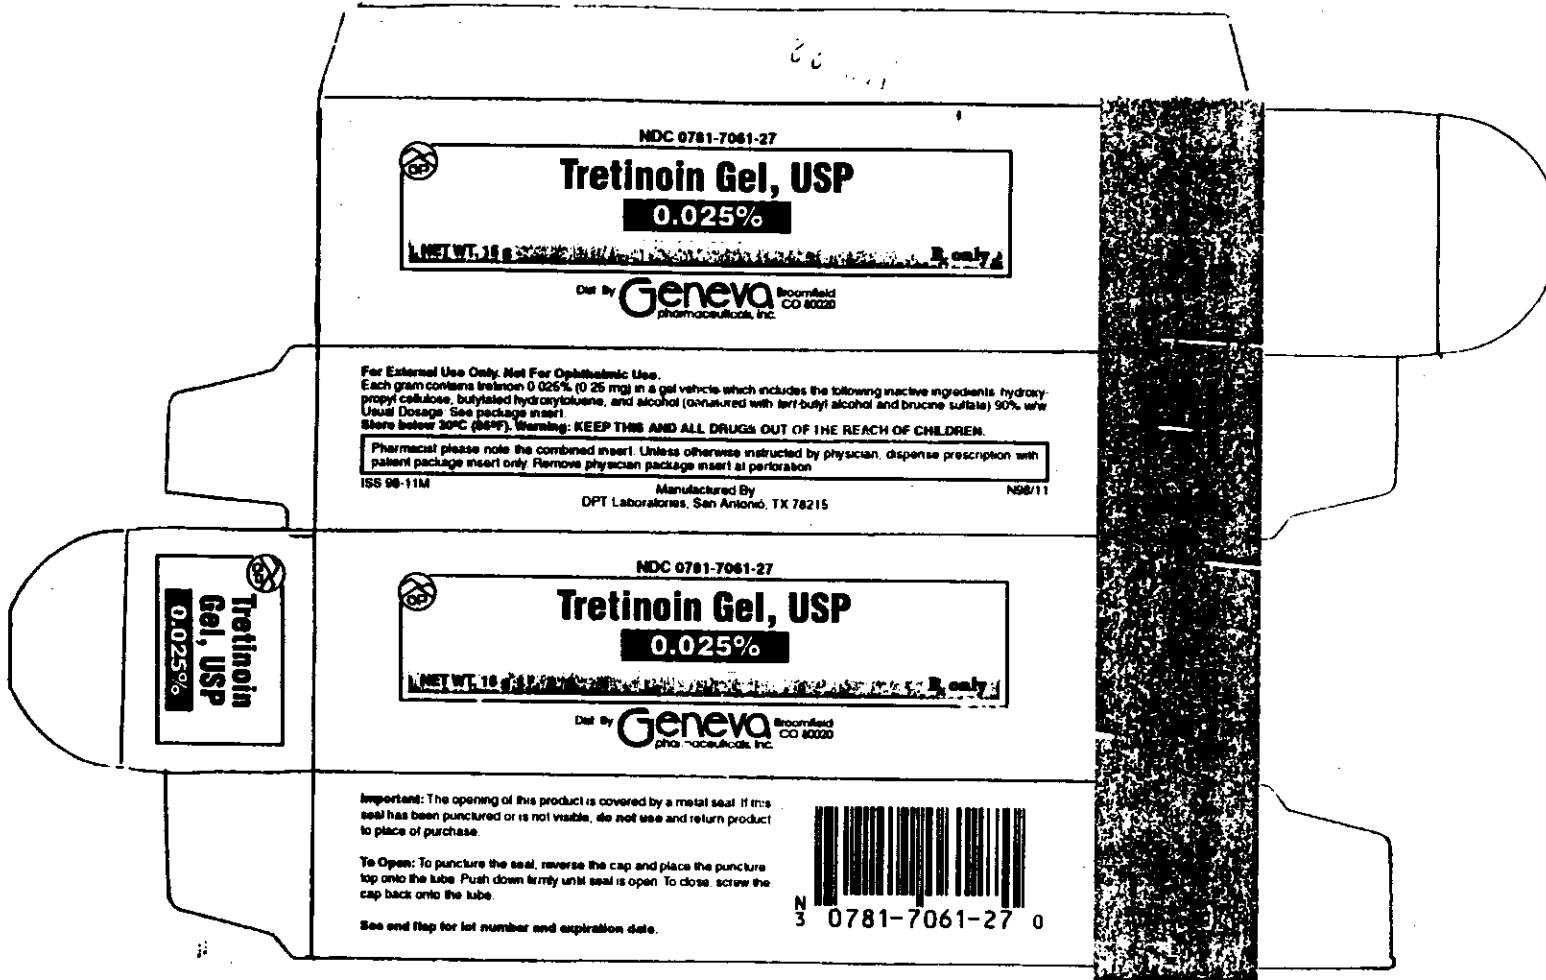 NDC 0781-7061-27
GP
Tretinoin Gel, USP
0.025%
NET WT. 15 g
Rx only
Dist By Geneva Broomfield
pharmaceuticals, inc. CO 80020
For External Use Only. Not For Ophthalmic Use.
Each gram contains tretinoin 0.025% (0.25 mg) in a gel vehicle which includes the following inactive ingredients: hydroxy-
propyl cellulose, butylated hydroxytoluene, and alcohol (denatured with tert-butyl alcohol and brucine sulfate) 90% w/w
Usual Dosage: See package insert.
Store below 30°C (86°F). Warning: KEEP THIS AND ALL DRUGS OUT OF THE REACH OF CHILDREN.
Pharmacist please note the combined insert. Unless otherwise instructed by physician, dispense prescription with
patient package insert only. Remove physician package insert at perforation
ISS 98-11M
Manufactured By
N98/11
DPT Laboratories, San Antonio, TX 78215
GP
Tretinoin
Gel, USP
0.025%
NDC 0781-7061-27
GP
Tretinoin Gel, USP
0.025%
NET WT. 15 g
Rx only
Dist By Geneva Broomfield
pharmaceuticals, inc. CO 80020
Important: The opening of this product is covered by a metal seal. If this
seal has been punctured or is not visible, do not use and return product
to place of purchase.
To Open: To puncture the seal, reverse the cap and place the puncture
top onto the tube. Push down firmly until seal is open. To close, screw the
cap back onto the tube.
See end flap for lot number and expiration date.
N
3 0781-7061-27 0